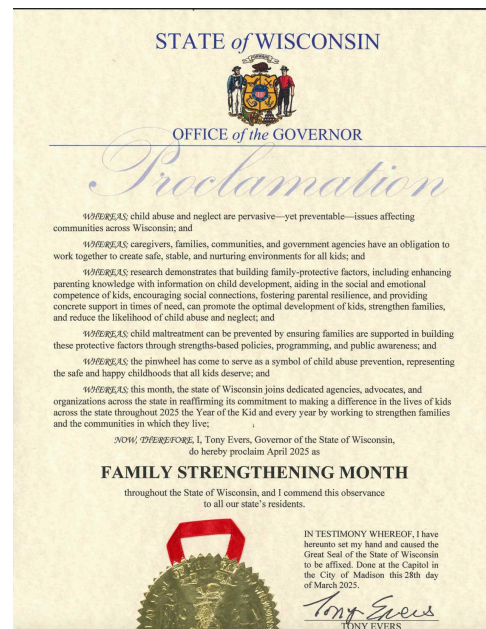 STATE of WISCONSIN
FORWARD
OFFICE of the GOVERNOR
Proclamation
WHEREAS; child abuse and neglect are pervasive—yet preventable—issues affecting
communities across Wisconsin; and
WHEREAS; caregivers, families, communities, and government agencies have an obligation to
work together to create safe, stable, and nurturing environments for all kids; and
WHEREAS; research demonstrates that building family-protective factors, including enhancing
parenting knowledge with information on child development, aiding in the social and emotional
competence of kids, encouraging social connections, fostering parental resilience, and providing
concrete support in times of need, can promote the optimal development of kids, strengthen families,
and reduce the likelihood of child abuse and neglect; and
WHEREAS; child maltreatment can be prevented by ensuring families are supported in building
these protective factors through strengths-based policies, programming, and public awareness; and
WHEREAS; the pinwheel has come to serve as a symbol of child abuse prevention, representing
the safe and happy childhoods that all kids deserve; and
WHEREAS; this month, the state of Wisconsin joins dedicated agencies, advocates, and
organizations across the state in reaffirming its commitment to making a difference in the lives of kids
across the state throughout 2025 the Year of the Kid and every year by working to strengthen families
and the communities in which they live;
NOW, THEREFORE, I, Tony Evers, Governor of the State of Wisconsin,
do hereby proclaim April 2025 as
FAMILY STRENGTHENING MONTH
throughout the State of Wisconsin, and I commend this observance
to all our state's residents.
IN TESTIMONY WHEREOF, I have
hereunto set my hand and caused the
Great Seal of the State of Wisconsin
to be affixed. Done at the Capitol in
the City of Madison this 28th day
of March 2025.
Tony Evers
TONY EVERS